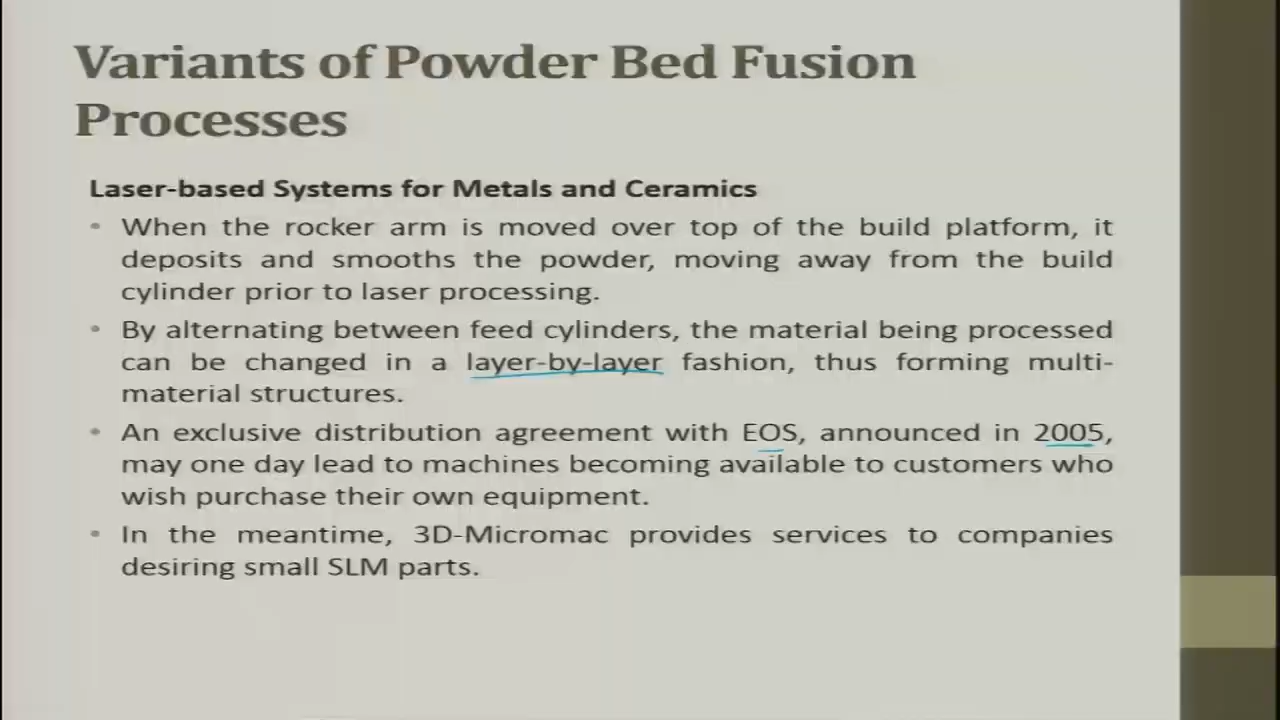 Variants of Powder Bed Fusion
Processes
Laser-based Systems for Metals and Ceramics
• When the rocker arm is moved over top of the build platform, it
deposits and smooths the powder, moving away from the build
cylinder prior to laser processing.
• By alternating between feed cylinders, the material being processed
can be changed in a layer-by-layer fashion, thus forming multi-
material structures.
• An exclusive distribution agreement with EOS, announced in 2005,
may one day lead to machines becoming available to customers who
wish purchase their own equipment.
• In the meantime, 3D-Micromac provides services to companies
desiring small SLM parts.